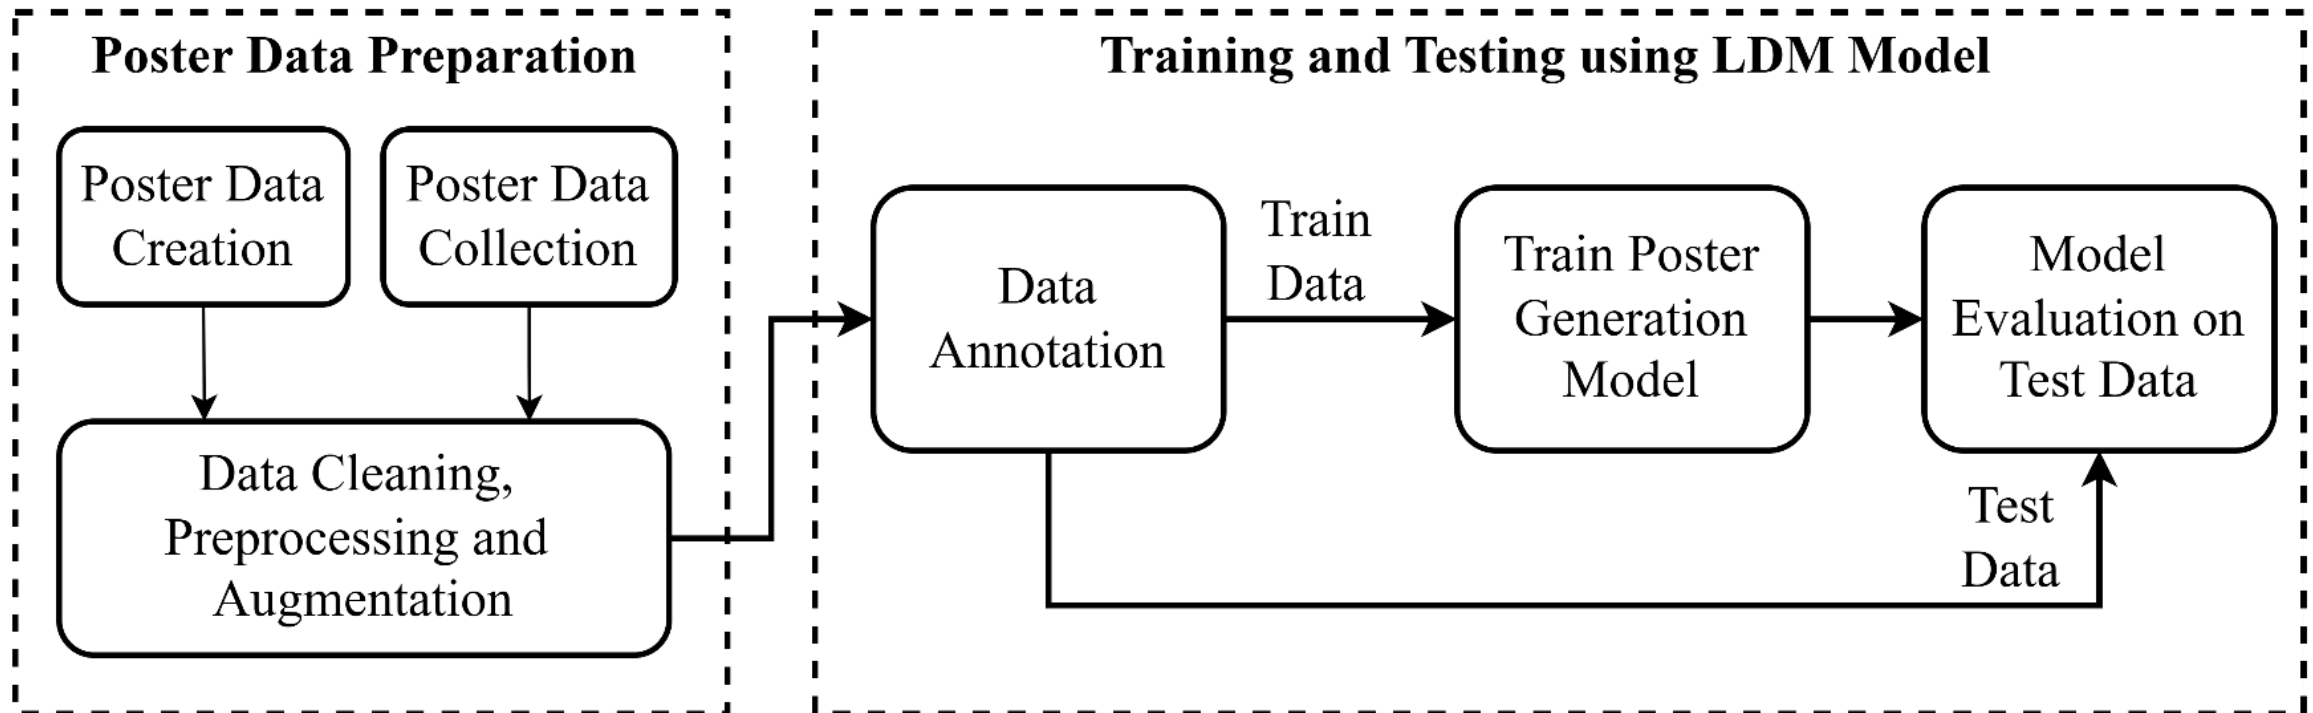 Poster Data Preparation
Poster Data
Creation
Poster Data
Collection
Data Cleaning,
Preprocessing and
Augmentation
Training and Testing using LDM Model
Data
Annotation
Train
Data
Train Poster
Generation
Model
Model
Evaluation on
Test Data
Test
Data